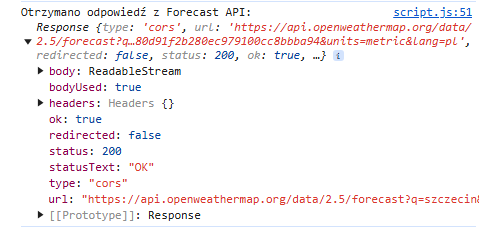 Otrzymano odpowiedź z Forecast API: script.js:51
Response {type: 'cors', url: 'https://api.openweathermap.org/data/
2.5/forecast?q…80d91f2b280ec979100cc8bbba94&units=metric&lang=pl',
redirected: false, status: 200, ok: true, …} i
body: ReadableStream
bodyUsed: true
headers: Headers {}
ok: true
redirected: false
status: 200
statusText: "OK"
type: "cors"
url: "https://api.openweathermap.org/data/2.5/forecast?q=szczecin&
[[Prototype]]: Response